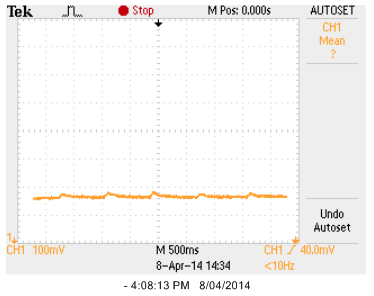 Tek Stop M Pos: 0.000s AUTOSET
CH1
Mean
?
Undo
Autoset
1
CH1 100mV M 500ms CH1 / 40.0mV
8-Apr-14 14:34 <10Hz
- 4:08:13 PM 8/04/2014